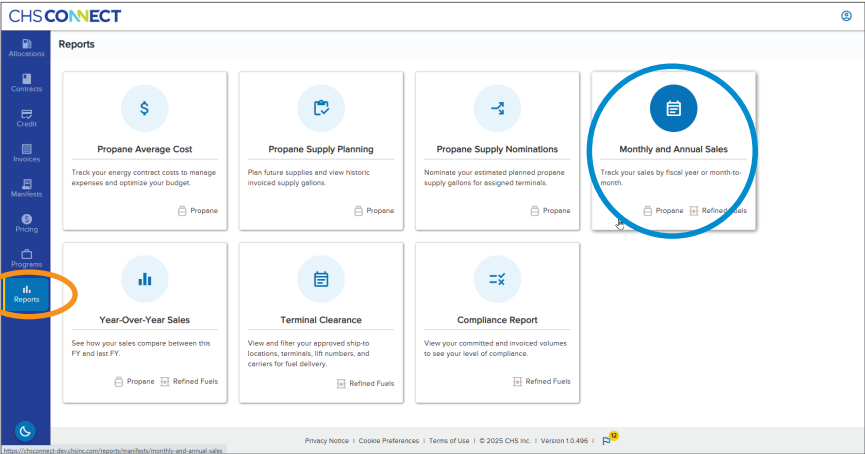 CHS CONNECT
Allocations
Contracts
Credit
Invoices
Manifests
Pricing
Programs
Reports
Reports
Propane Average Cost
Track your energy contract costs to manage
expenses and optimize your budget.
Propane
Propane Supply Planning
Plan future supplies and view historic
invoiced supply gallons.
Propane
Propane Supply Nominations
Nominate your estimated planned propane
supply gallons for assigned terminals.
Propane
Monthly and Annual Sales
Track your sales by fiscal year or month-to-
month.
Propane Refined Fuels
Year-Over-Year Sales
See how your sales compare between this
FY and last FY.
Propane Refined Fuels
Terminal Clearance
View and filter your approved ship-to
locations, terminals, lift numbers, and
carriers for fuel delivery.
Refined Fuels
Compliance Report
View your committed and invoiced volumes
to see your level of compliance.
Refined Fuels
Privacy Notice | Cookie Preferences | Terms of Use | © 2025 CHS Inc. | Version 1.0.496 | 12
https://chsconnect-dev.chsinc.com/reports/manifests/monthly-and-annual-sales